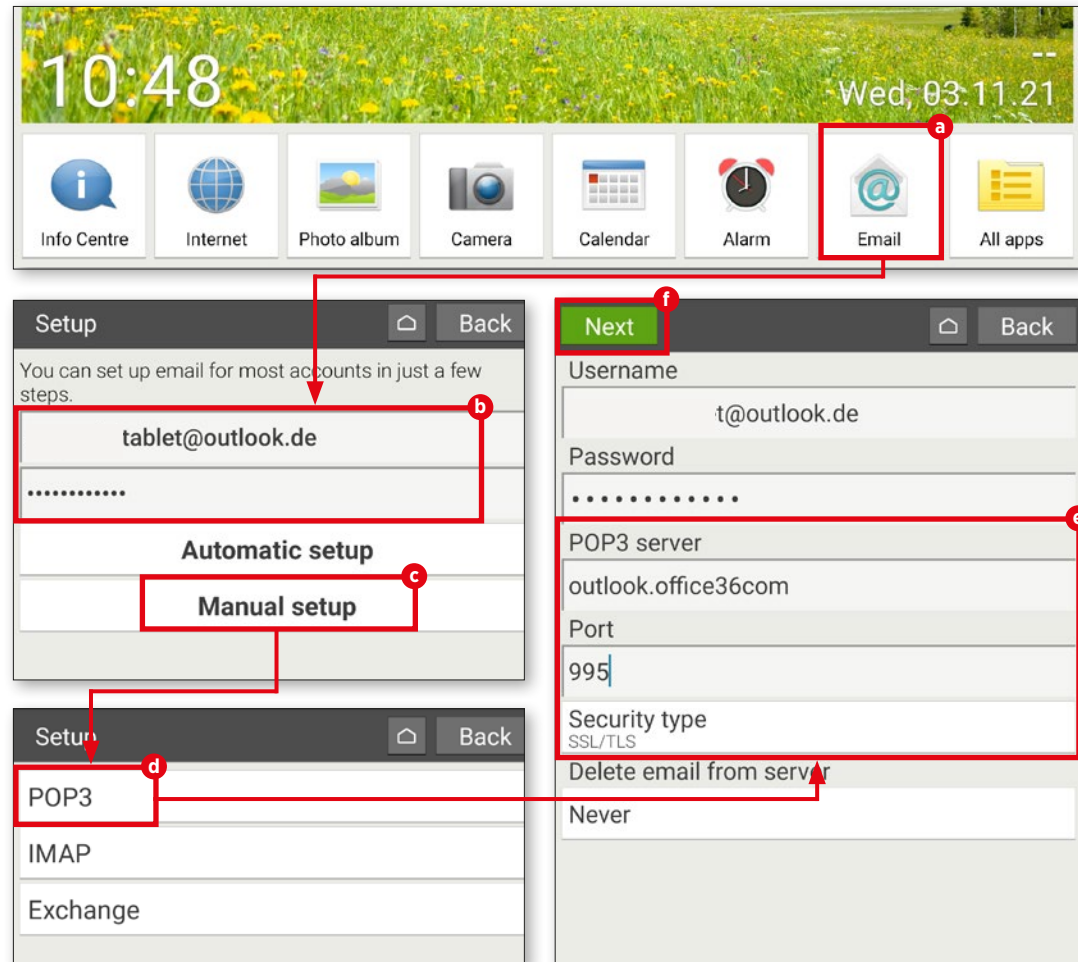 10:48
--
Wed, 03.11.21
a
Info Centre
Internet
Photo album
Camera
Calendar
Alarm
Email
All apps
Setup
Back
You can set up email for most accounts in just a few
steps.
b
tablet@outlook.de
••••••••••••
Automatic setup
c
Manual setup
Setup
Back
d
POP3
IMAP
Exchange
f
Next
Back
Username
t@outlook.de
Password
••••••••••••
e
POP3 server
outlook.office36com
Port
995
Security type
SSL/TLS
Delete email from server
Never